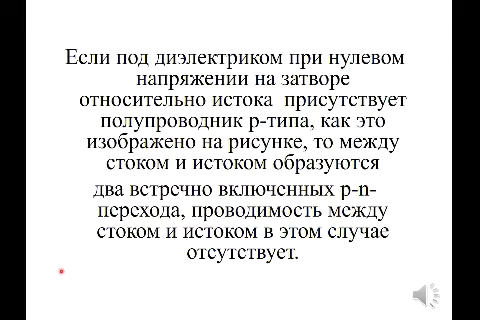 Если под диэлектриком при нулевом
напряжении на затворе
относительно истока присутствует
полупроводник p-типа, как это
изображено на рисунке, то между
стоком и истоком образуются
два встречно включенных p-n-
перехода, проводимость между
стоком и истоком в этом случае
отсутствует.